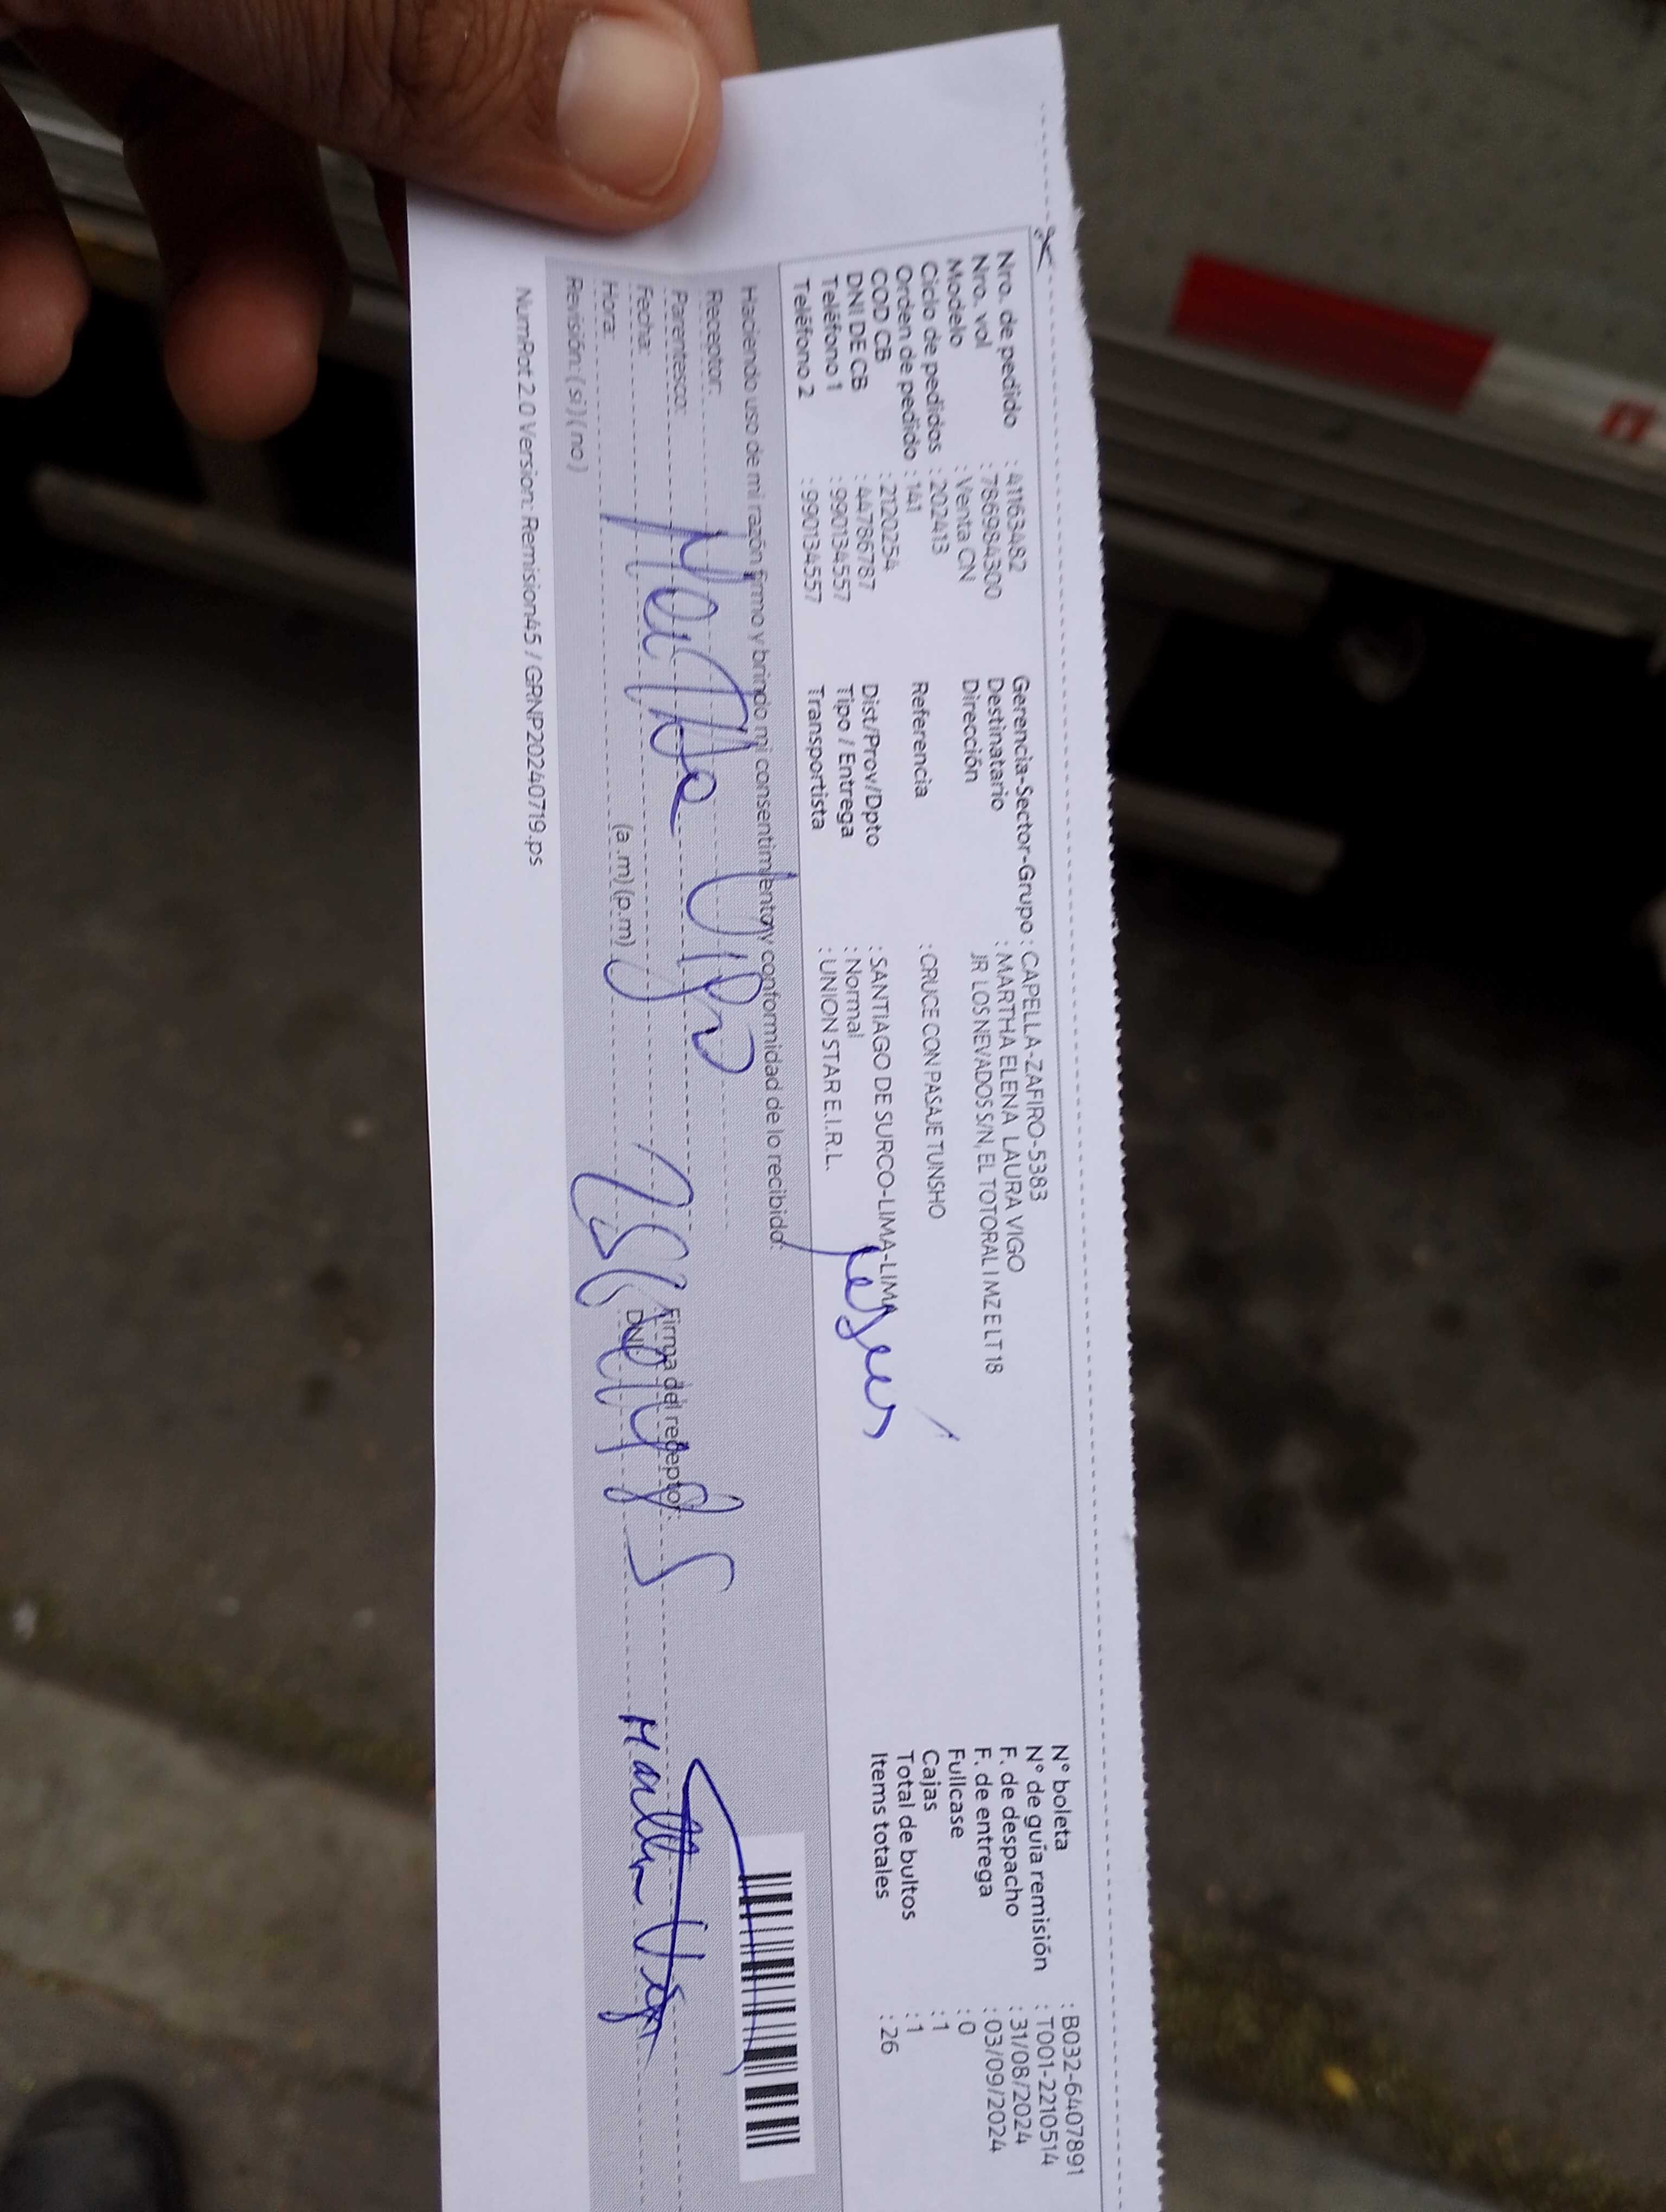 Nro. de pedido : 41163482
Nro. vol : 786984300
Modelo : Venta CN
Ciclo de pedidos : 202413
Orden de pedido : 141
COD CB : 2120254
DNI DE CB : 44786787
Teléfono 1 : 990134557
Teléfono 2 : 990134557
Gerencia-Sector-Grupo : CAPELLA-ZAFIRO-5383
Destinatario : MARTHA ELENA LAURA VIGO
Dirección JR LOS NEVADOS S/N, EL TOTORAL I MZ E LT 18
Referencia : CRUCE CON PASAJE TUNSHO
Dist/Prov/Dpto : SANTIAGO DE SURCO-LIMA-LIMA
Tipo / Entrega : Normal
Transportista : UNION STAR E.I.R.L.
N° boleta : B032-6407891
N° de guía remisión : T001-2210514
F. de despacho : 31/08/2024
F. de entrega : 03/09/2024
Fullcase : 0
Cajas : 1
Total de bultos : 1
Items totales : 26
Haciendo uso de mi razón firmo y brindo mi consentimiento y conformidad de lo recibido:
Receptor:
Parentesco:
Fecha:
Hora: (a .m) (p.m)
Revisión: ( si ) ( no )
Firma del receptor:
DNI:
Martha Vigo
NumPot 2.0 Version: Remision45 / GRNP20240719.ps